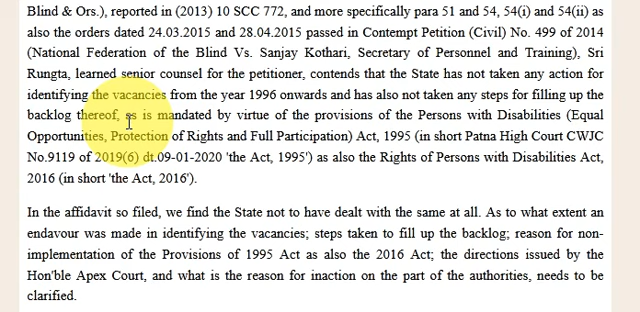 Blind & Ors.), reported in (2013) 10 SCC 772, and more specifically para 51 and 54, 54(i) and 54(ii) as
also the orders dated 24.03.2015 and 28.04.2015 passed in Contempt Petition (Civil) No. 499 of 2014
(National Federation of the Blind Vs. Sanjay Kothari, Secretary of Personnel and Training), Sri
Rungta, learned senior counsel for the petitioner, contends that the State has not taken any action for
identifying the vacancies from the year 1996 onwards and has also not taken any steps for filling up the
backlog thereof, as is mandated by virtue of the provisions of the Persons with Disabilities (Equal
Opportunities, Protection of Rights and Full Participation) Act, 1995 (in short Patna High Court CWJC
No.9119 of 2019(6) dt.09-01-2020 'the Act, 1995') as also the Rights of Persons with Disabilities Act,
2016 (in short 'the Act, 2016').
In the affidavit so filed, we find the State not to have dealt with the same at all. As to what extent an
endavour was made in identifying the vacancies; steps taken to fill up the backlog; reason for non-
implementation of the Provisions of 1995 Act as also the 2016 Act; the directions issued by the
Hon'ble Apex Court, and what is the reason for inaction on the part of the authorities, needs to be
clarified.